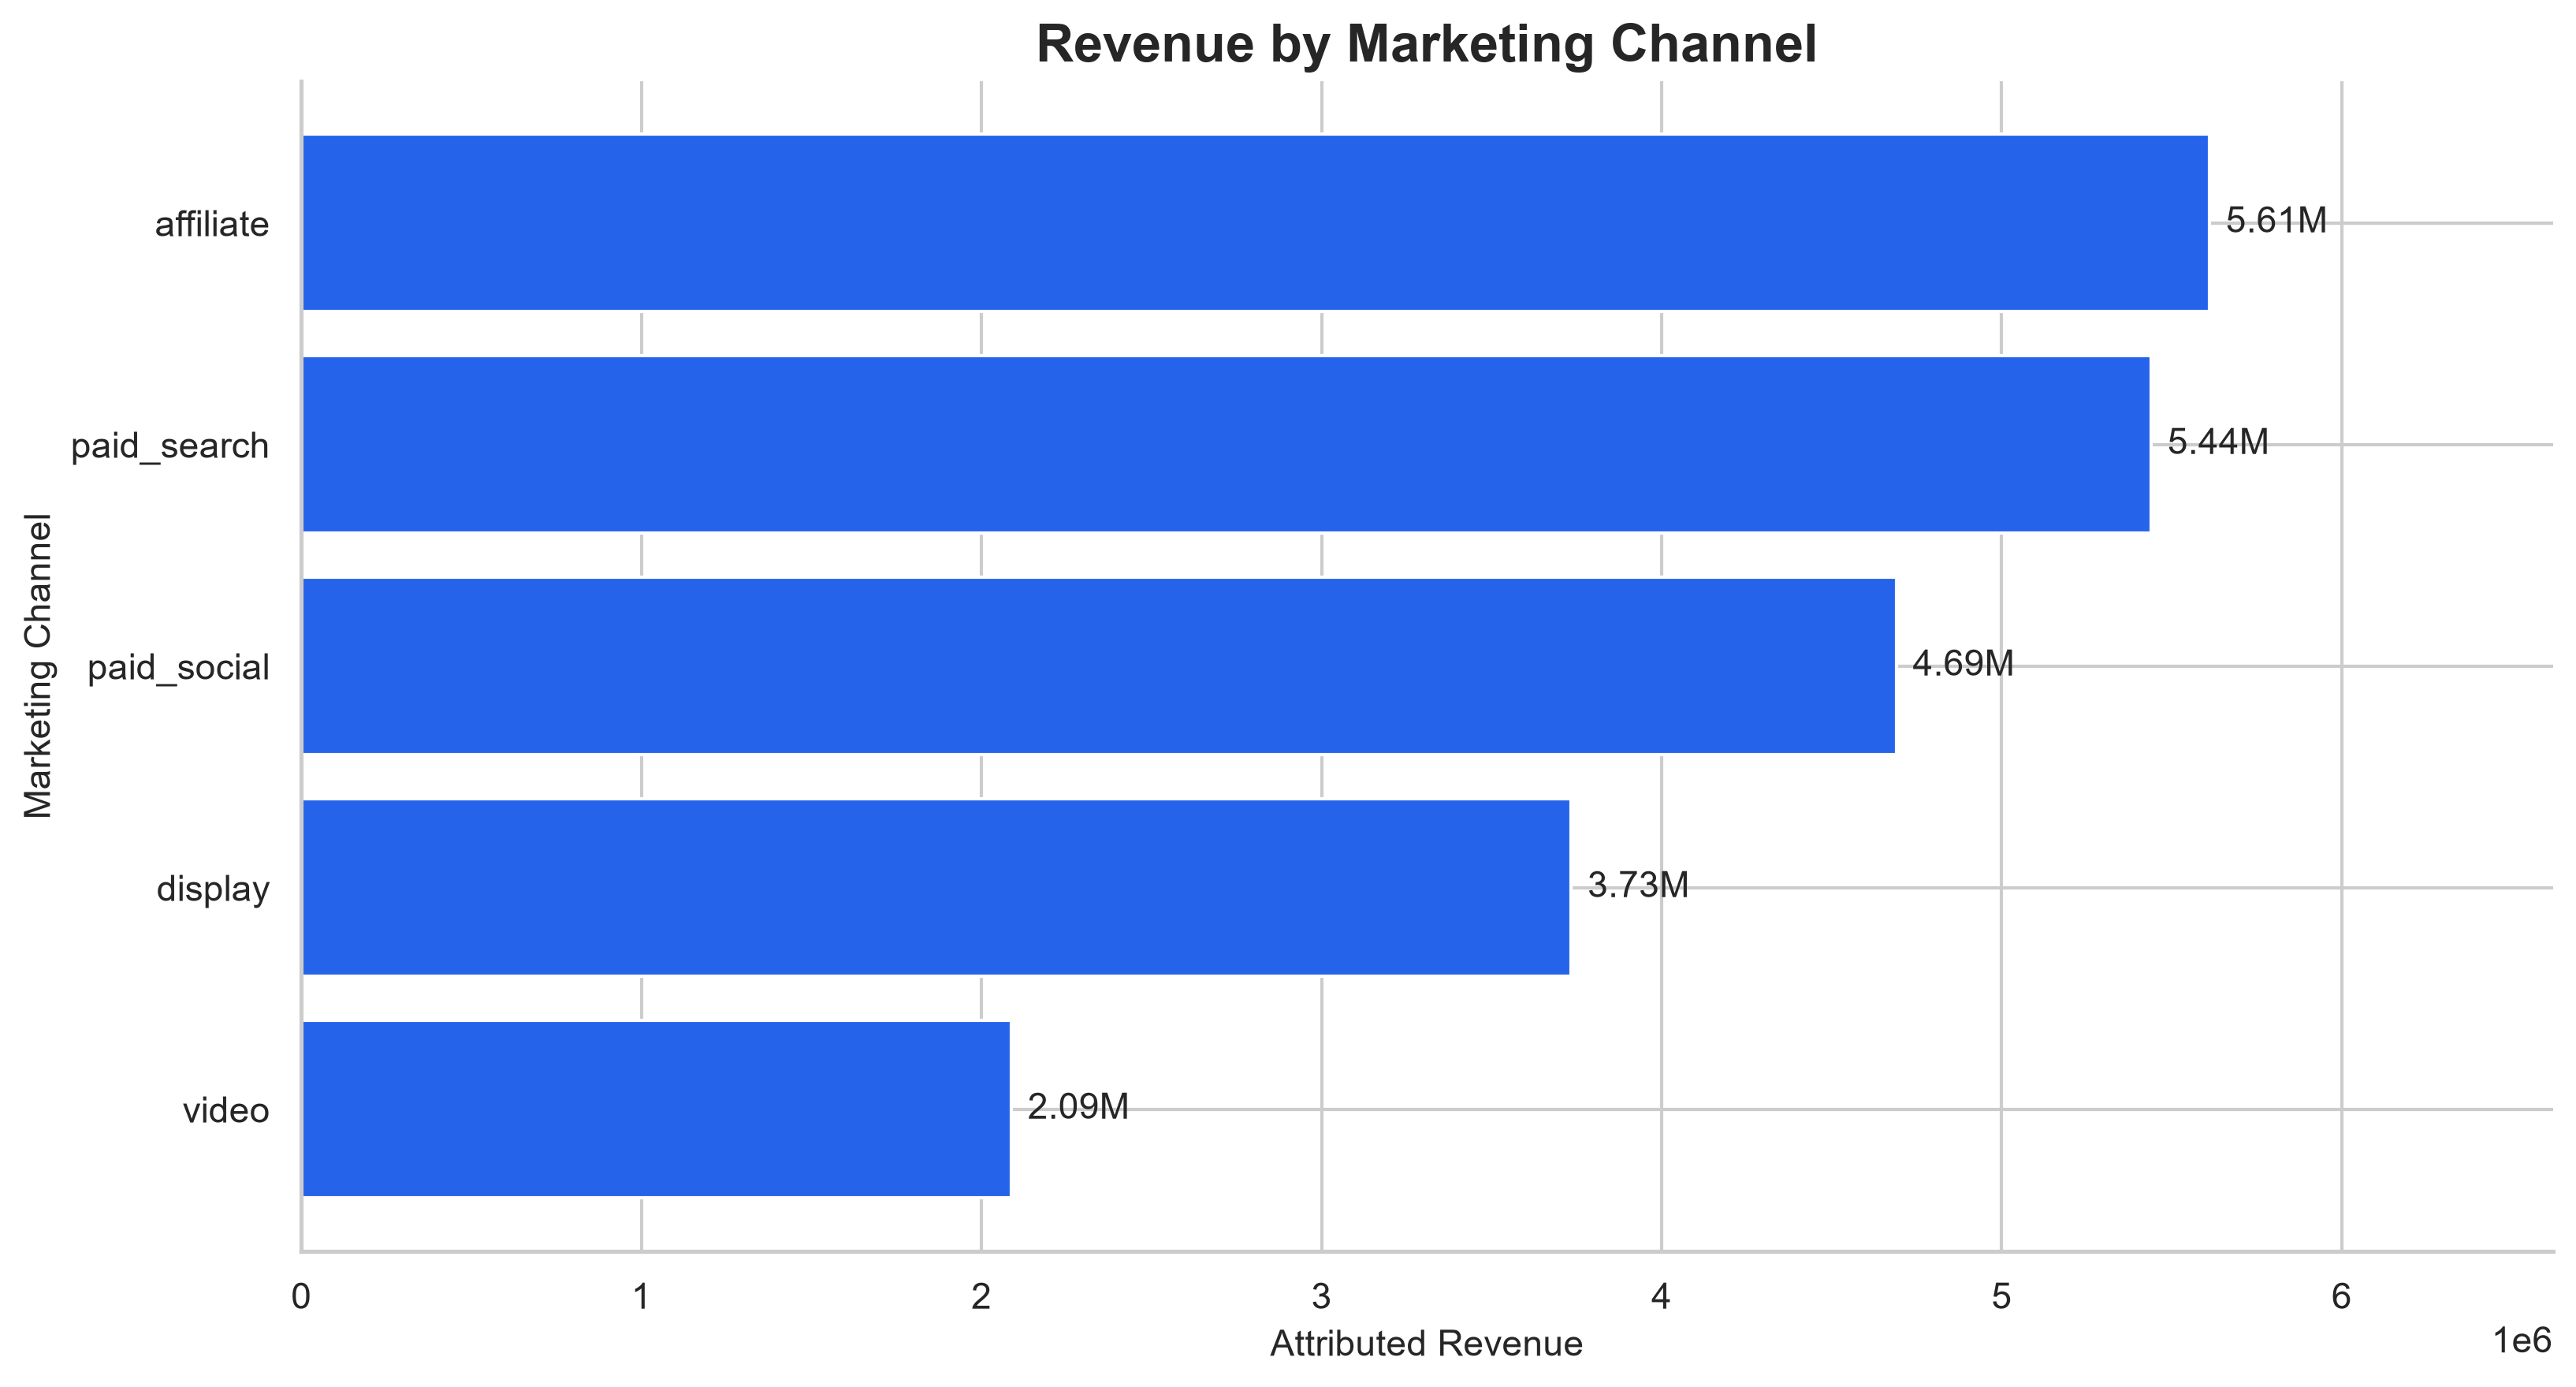 Revenue by Marketing Channel
affiliate
5.61M
paid_search
5.44M
paid_social
4.69M
display
3.73M
video
2.09M
Marketing Channel
0 1 2 3 4 5 6
Attributed Revenue
1e6